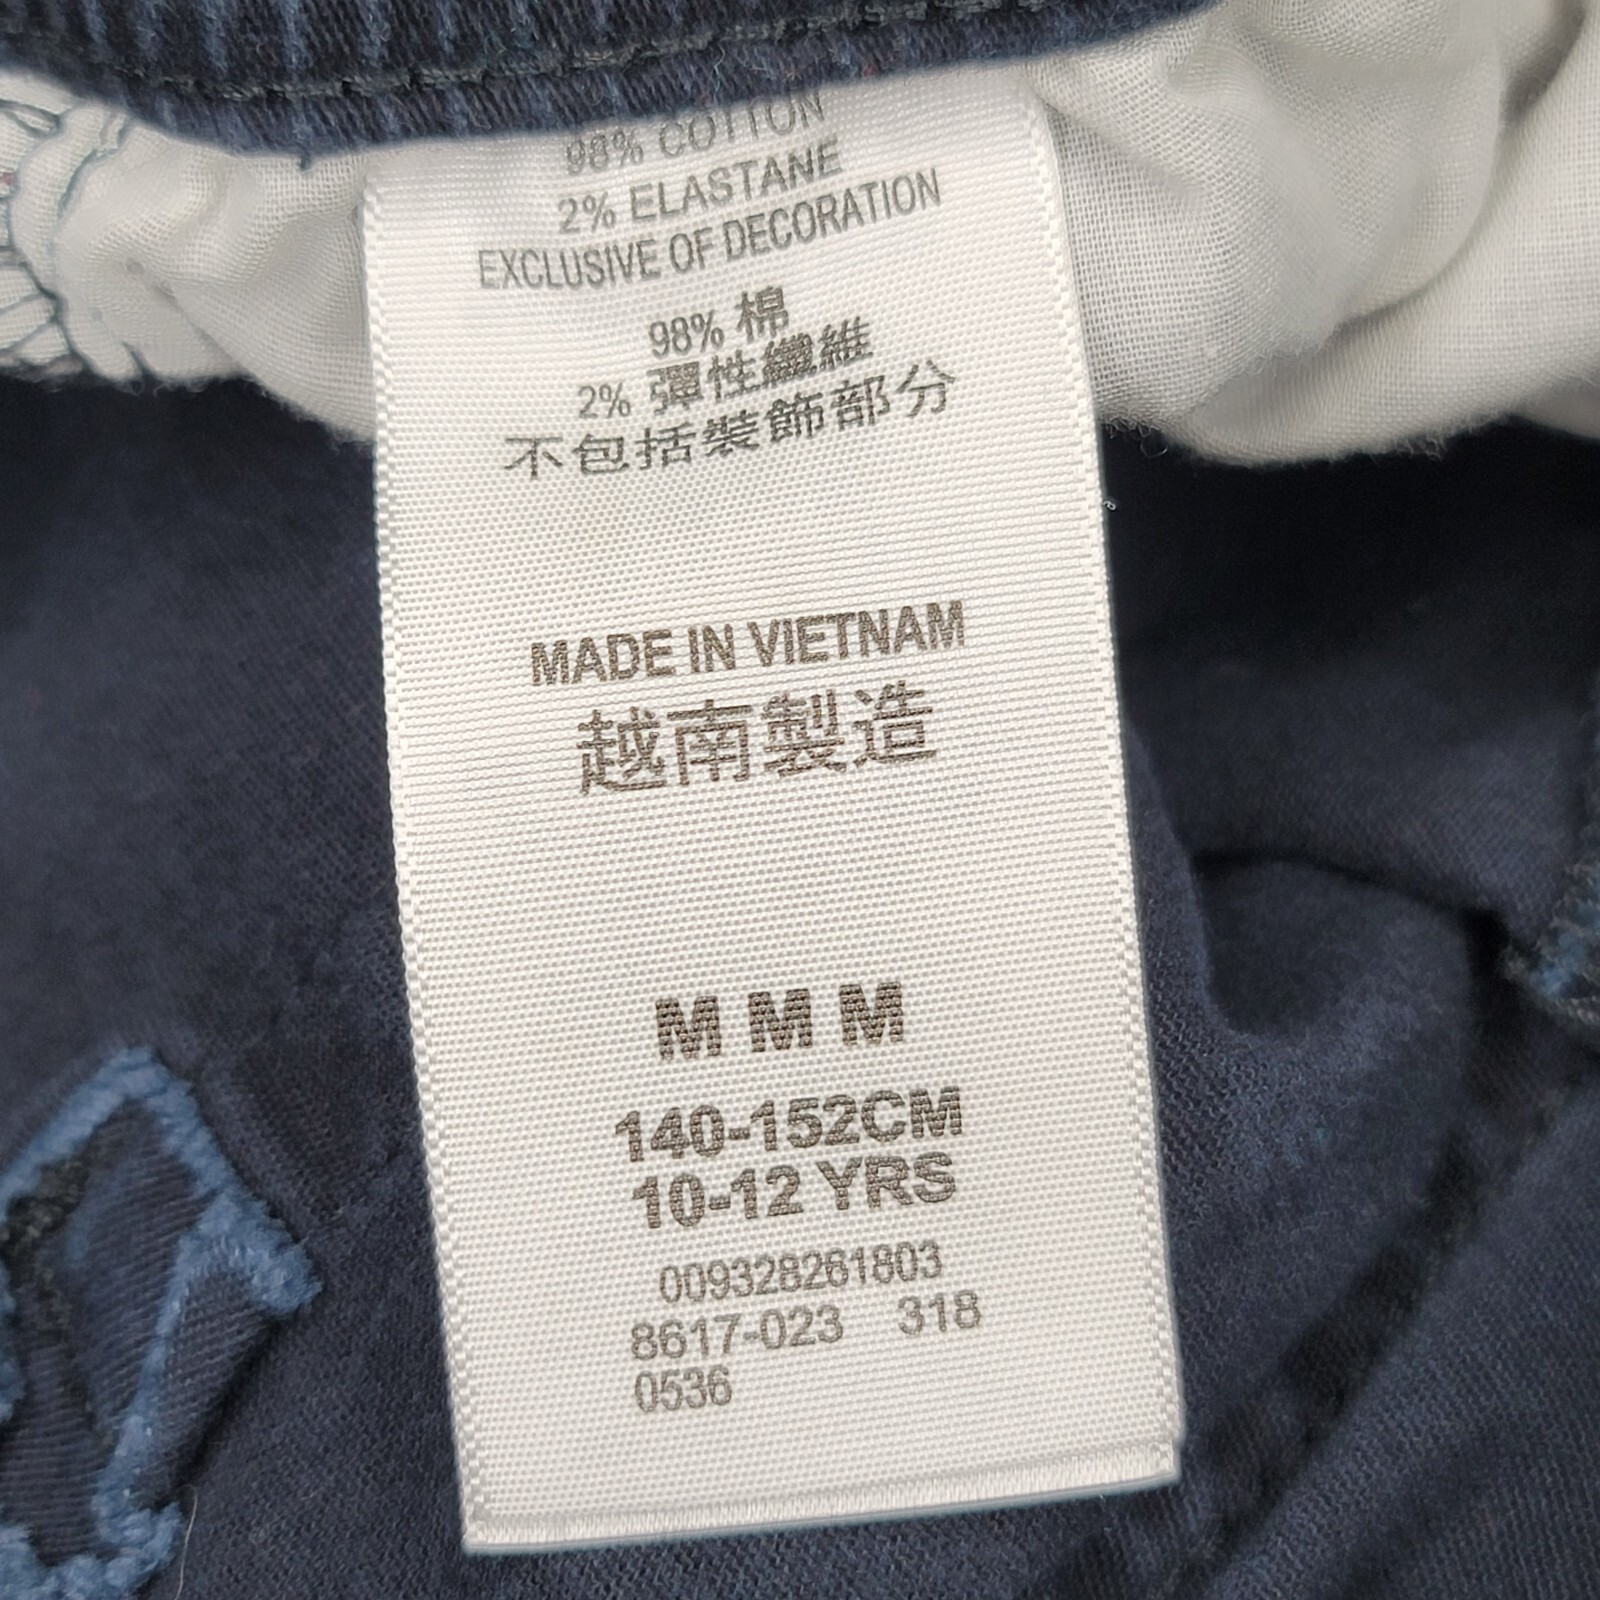 98% COTTON
2% ELASTANE
EXCLUSIVE OF DECORATION
98% 棉
2% 彈性纖維
不包括裝飾部分
MADE IN VIETNAM
越南製造
M M M
140-152CM
10-12 YRS
009328261803
8617-023 318
0536